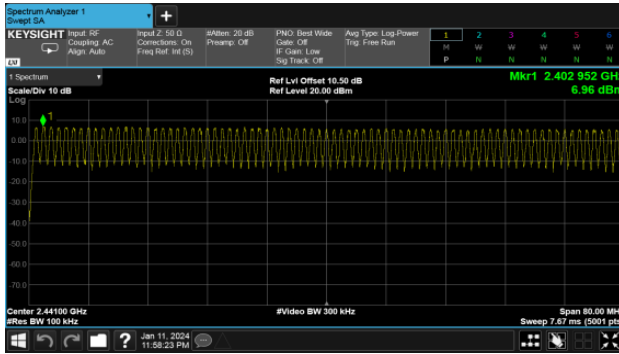 Spectrum Analyzer 1
Swept SA
+
KEYSIGHT
LXI
Input: RF
Coupling: AC
Align: Auto
Input Z: 50 Ω
Corrections: On
Freq Ref: Int (S)
#Atten: 20 dB
Preamp: Off
PNO: Best Wide
Gate: Off
IF Gain: Low
Sig Track: Off
Avg Type: Log-Power
Trig: Free Run
1 2 3 4 5 6
M W W W W W
P N N N N N
1 Spectrum
Scale/Div 10 dB
Log
Ref Lvl Offset 10.50 dB
Ref Level 20.00 dBm
Mkr1 2.402 952 GHz
6.96 dBm
1
10.0
0.00
-10.0
-20.0
-30.0
-40.0
-50.0
-60.0
-70.0
Center 2.44100 GHz
#Res BW 100 kHz
#Video BW 300 kHz
Span 80.00 MH
Sweep 7.67 ms (5001 pts
?
Jan 11, 2024
11:58:23 PM